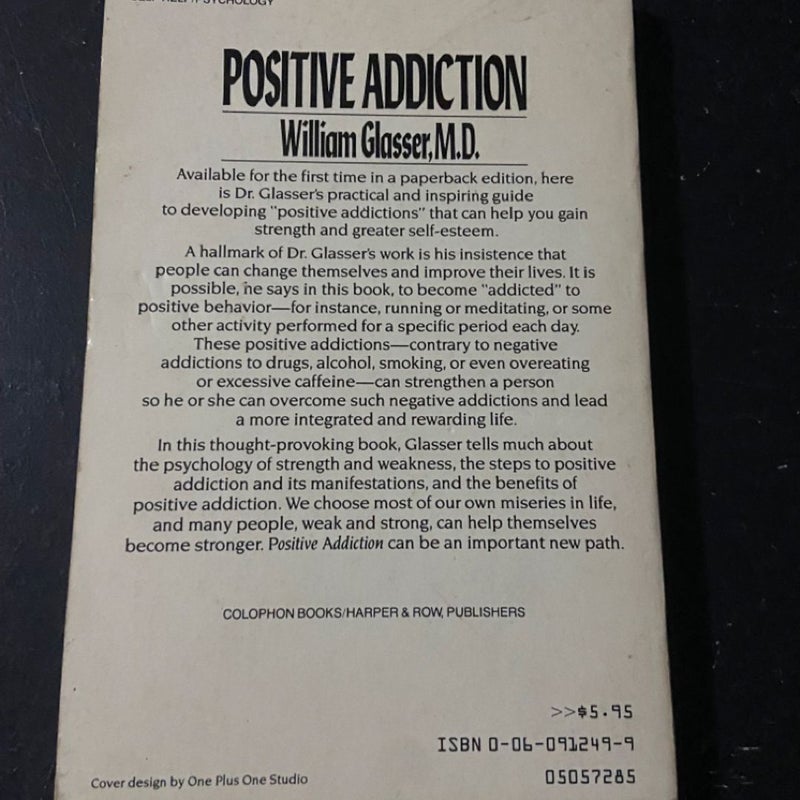 SELF-HELP/PSYCHOLOGY
POSITIVE ADDICTION
William Glasser, M.D.
Available for the first time in a paperback edition, here
is Dr. Glasser's practical and inspiring guide
to developing "positive addictions" that can help you gain
strength and greater self-esteem.
A hallmark of Dr. Glasser's work is his insistence that
people can change themselves and improve their lives. It is
possible, he says in this book, to become "addicted" to
positive behavior—for instance, running or meditating, or some
other activity performed for a specific period each day.
These positive addictions—contrary to negative
addictions to drugs, alcohol, smoking, or even overeating
or excessive caffeine—can strengthen a person
so he or she can overcome such negative addictions and lead
a more integrated and rewarding life.
In this thought-provoking book, Glasser tells much about
the psychology of strength and weakness, the steps to positive
addiction and its manifestations, and the benefits of
positive addiction. We choose most of our own miseries in life,
and many people, weak and strong, can help themselves
become stronger. Positive Addiction can be an important new path.
COLOPHON BOOKS/HARPER & ROW, PUBLISHERS
>>$5.95
ISBN 0-06-091249-9
Cover design by One Plus One Studio
05057285